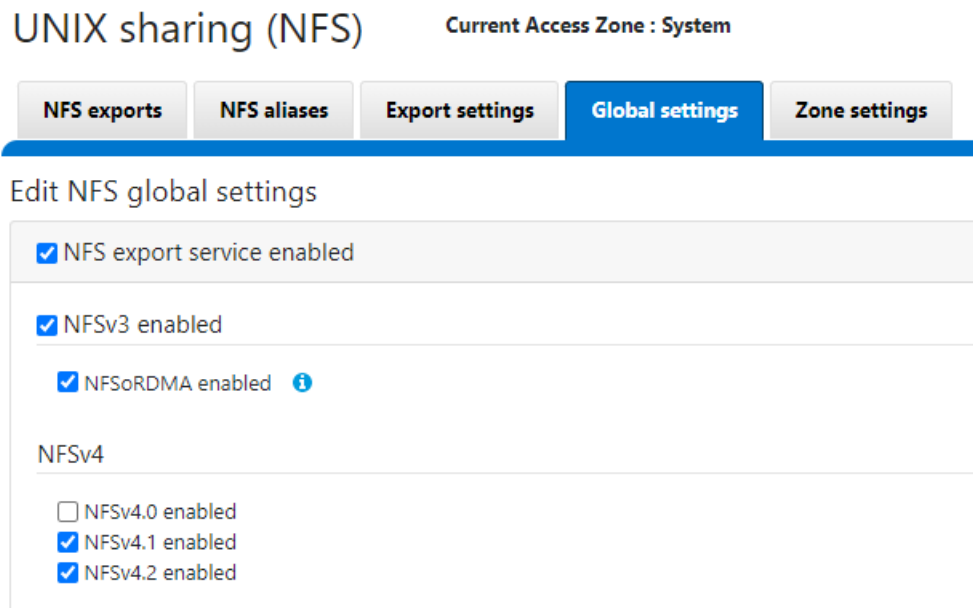 UNIX sharing (NFS) Current Access Zone : System
NFS exports NFS aliases Export settings Global settings Zone settings
Edit NFS global settings
NFS export service enabled
NFSv3 enabled
NFSoRDMA enabled
NFSv4
NFSv4.0 enabled
NFSv4.1 enabled
NFSv4.2 enabled